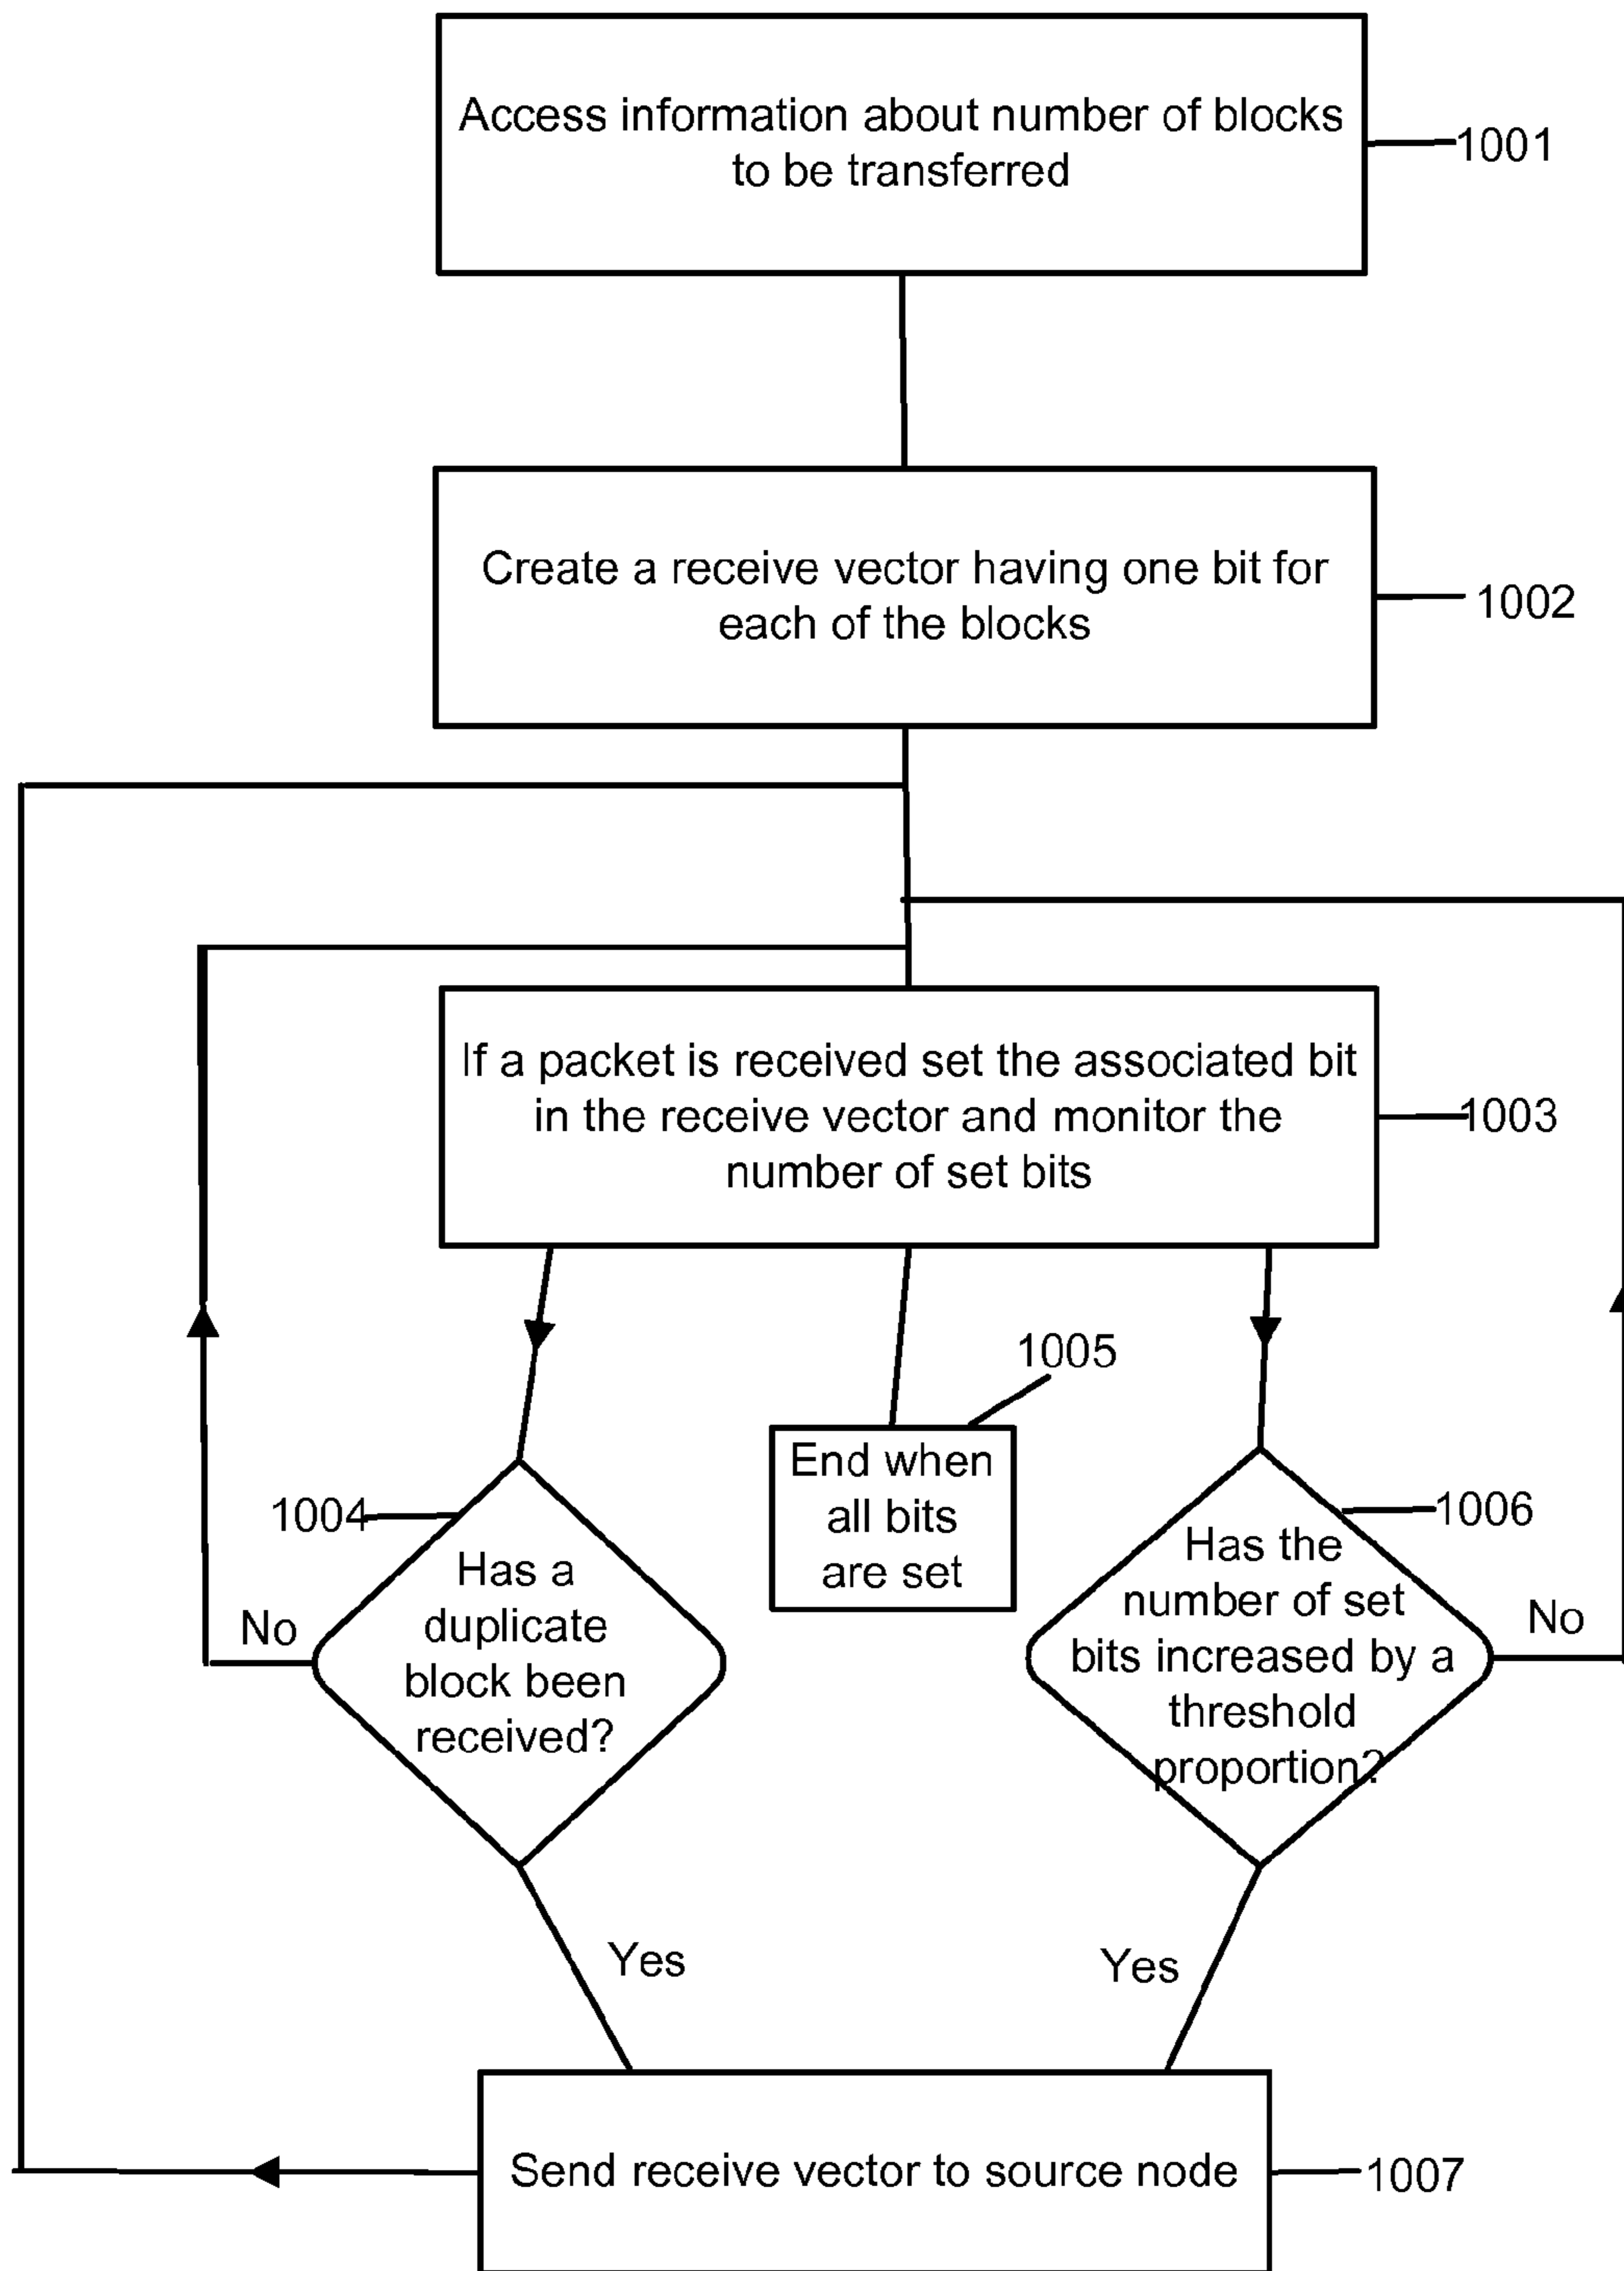 Access information about number of blocks
to be transferred
1001
Create a receive vector having one bit for
each of the blocks
1002
If a packet is received set the associated bit
in the receive vector and monitor the
number of set bits
1003
1005
End when
all bits
are set
1004
Has a
duplicate
block been
received?
No
1006
Has the
number of set
bits increased by a
threshold
proportion?
No
Yes
Yes
Send receive vector to source node
1007